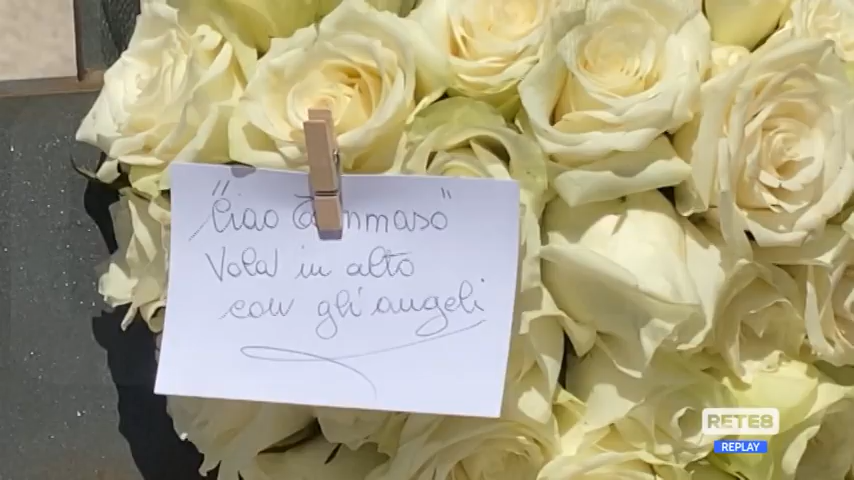 "Ciao Tommaso"
Vola in alto
con gli angeli
RETE8
REPLAY